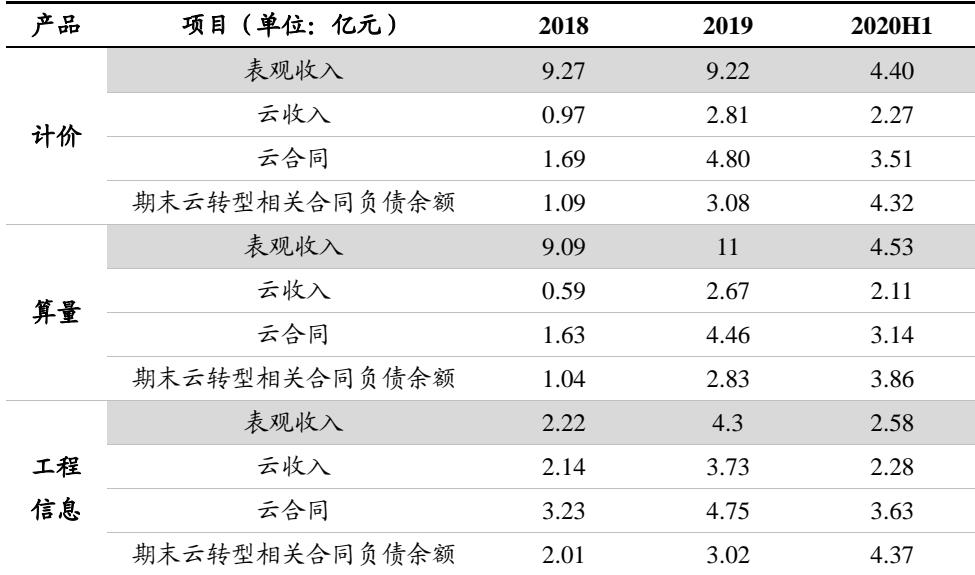 产品 项目（单位：亿元） 2018 2019 2020H1
表观收入 9.27 9.22 4.40
云收入 0.97 2.81 2.27
计价
云合同 1.69 4.80 3.51
期末云转型相关合同负债余额 1.09 3.08 4.32
表观收入 9.09 11 4.53
云收入 0.59 2.67 2.11
算量
云合同 1.63 4.46 3.14
期末云转型相关合同负债余额 1.04 2.83 3.86
表观收入 2.22 4.3 2.58
工程 云收入 2.14 3.73 2.28
信息 云合同 3.23 4.75 3.63
期末云转型相关合同负债余额 2.01 3.02 4.37